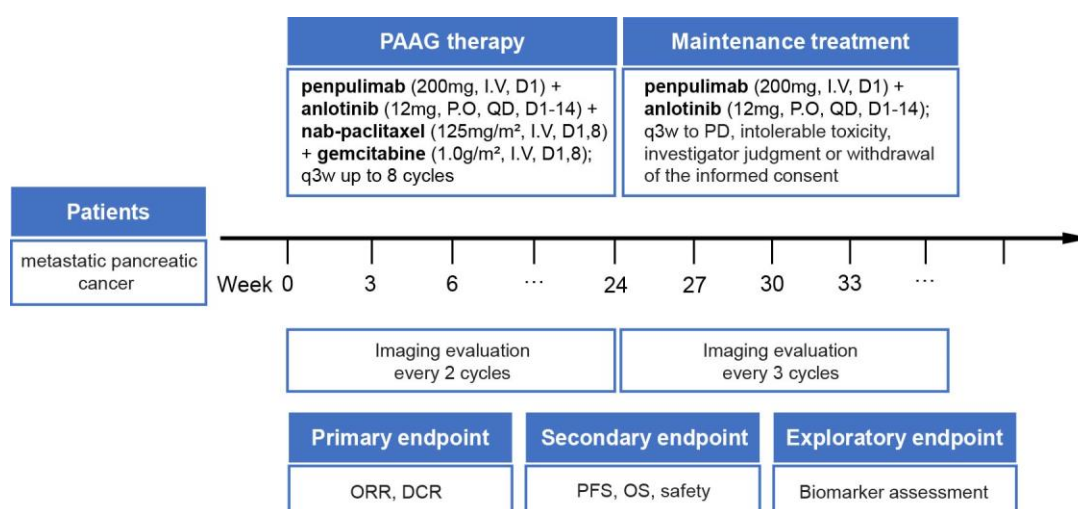 PAAG therapy
penpulimab (200mg, I.V, D1) +
anlotinib (12mg, P.O, QD, D1-14) +
nab-paclitaxel (125mg/m², I.V, D1,8)
+ gemcitabine (1.0g/m², I.V, D1,8);
q3w up to 8 cycles
Maintenance treatment
penpulimab (200mg, I.V, D1) +
anlotinib (12mg, P.O, QD, D1-14);
q3w to PD, intolerable toxicity,
investigator judgment or withdrawal
of the informed consent
Patients
metastatic pancreatic
cancer
Week 0 3 6 ... 24 27 30 33 ...
Imaging evaluation
every 2 cycles
Imaging evaluation
every 3 cycles
Primary endpoint
ORR, DCR
Secondary endpoint
PFS, OS, safety
Exploratory endpoint
Biomarker assessment